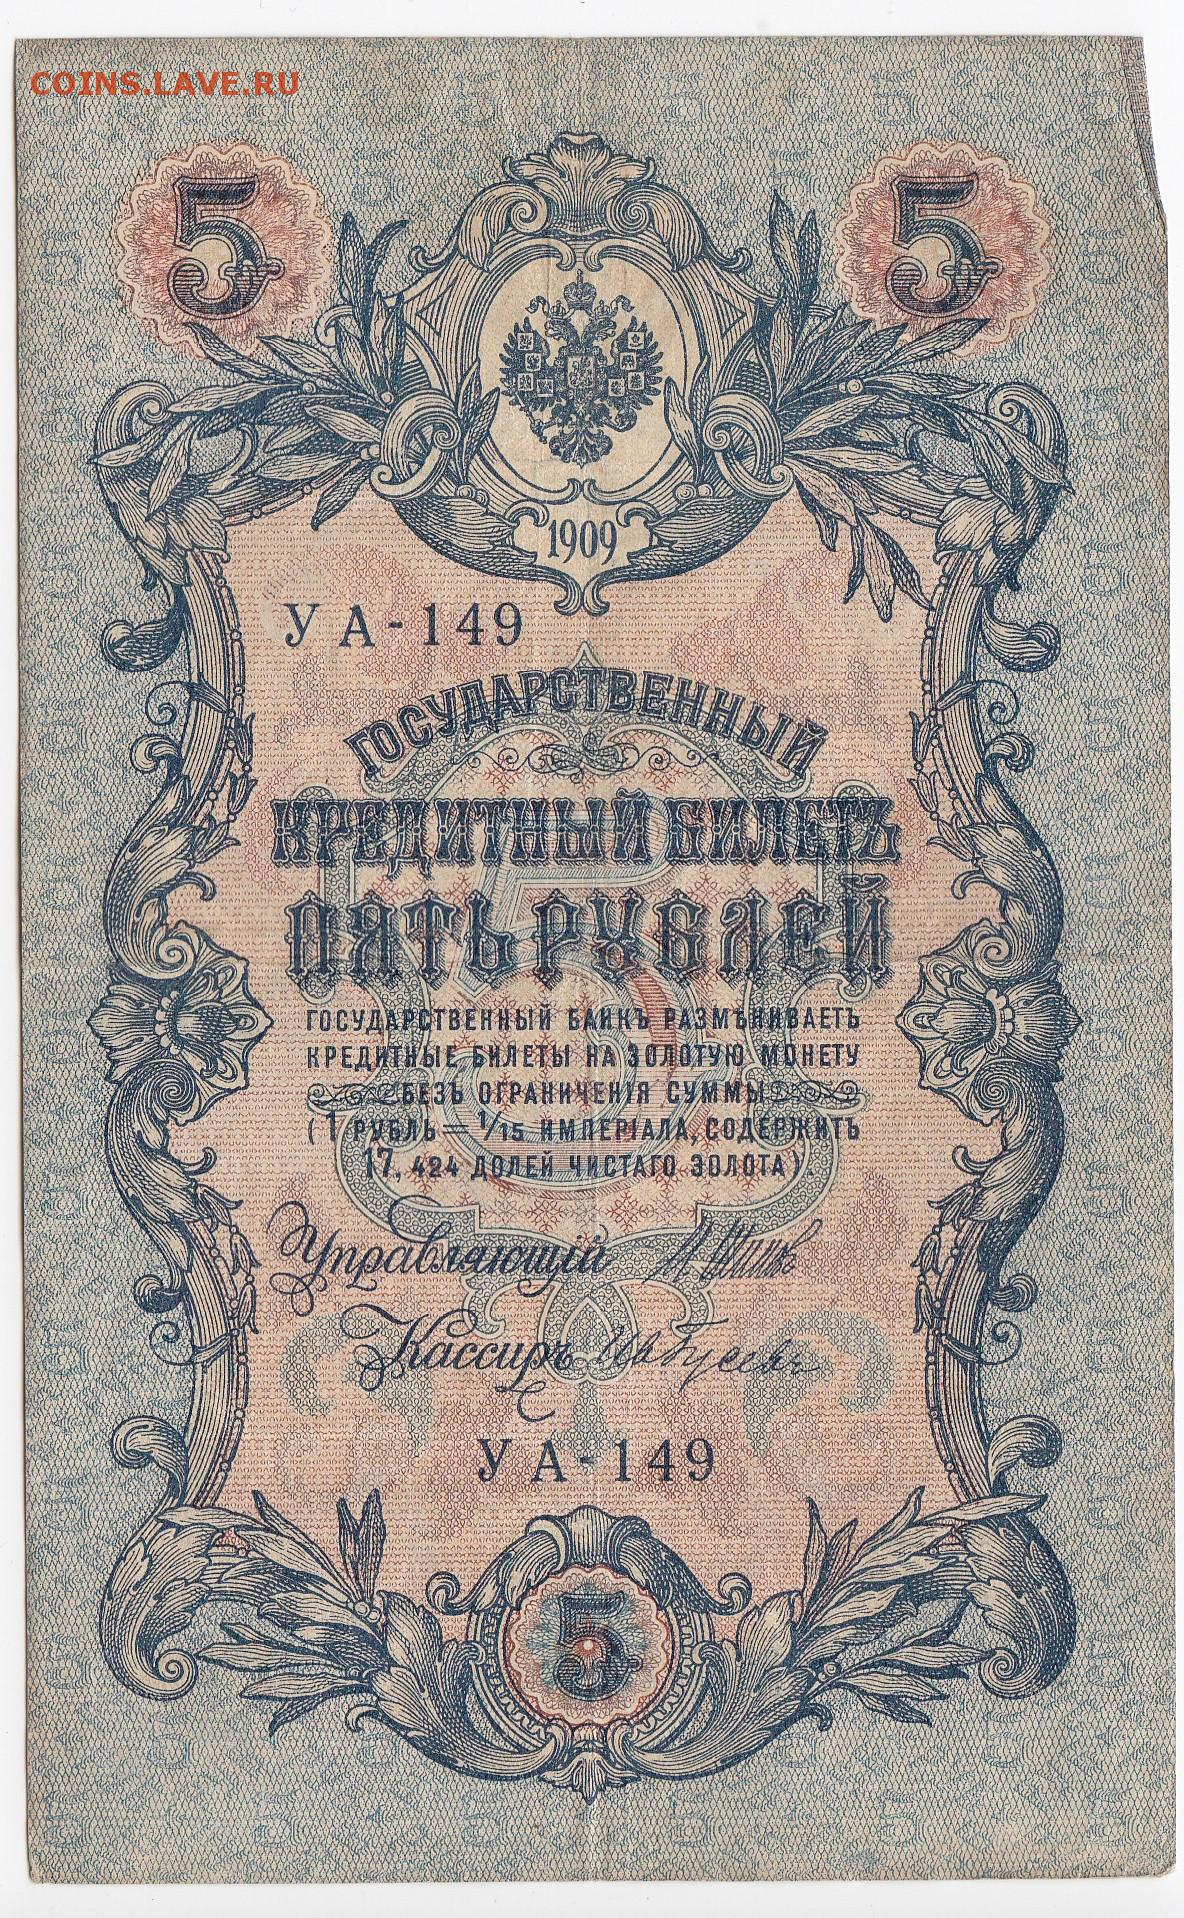 COINS.LAVE.RU
5 5
1909
УА-149
ГОСУДАРСТВЕННЫЙ
КРЕДИТНЫЙ БИЛЕТЪ
ПЯТЬ РУБЛЕЙ
ГОСУДАРСТВЕННЫЙ БАНКЪ РАЗМѢНИВАЕТЪ
КРЕДИТНЫЕ БИЛЕТЫ НА ЗОЛОТУЮ МОНЕТУ
БЕЗЪ ОГРАНИЧЕНІЯ СУММЫ
(1 РУБЛЬ = 1/15 ИМПЕРІАЛА, СОДЕРЖИТЪ
17,424 ДОЛЕЙ ЧИСТАГО ЗОЛОТА).
Управляющій
Кассиръ
УА-149
5